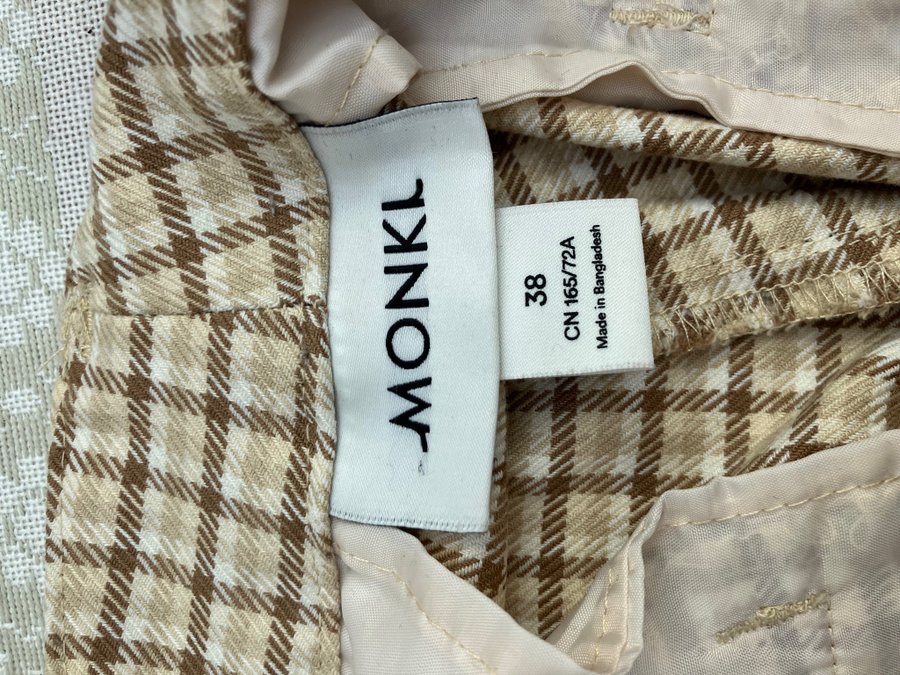 MONKI
38
CN 165/72A
Made in Bangladesh